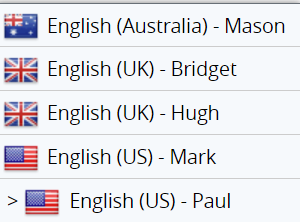 English (Australia) - Mason
English (UK) - Bridget
English (UK) - Hugh
English (US) - Mark
> English (US) - Paul